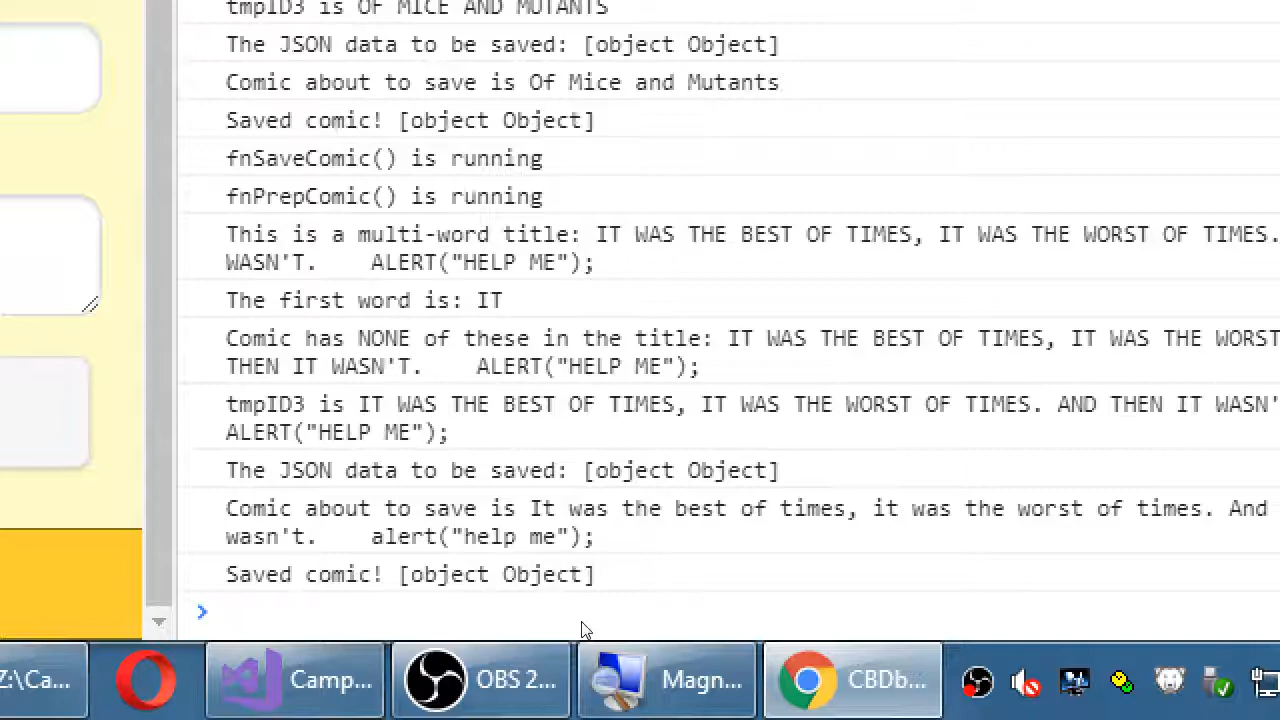 tmpID3 is OF MICE AND MUTANTS
The JSON data to be saved: [object Object]
Comic about to save is Of Mice and Mutants
Saved comic! [object Object]
fnSaveComic() is running
fnPrepComic() is running
This is a multi-word title: IT WAS THE BEST OF TIMES, IT WAS THE WORST OF TIMES.
WASN'T.    ALERT("HELP ME");
The first word is: IT
Comic has NONE of these in the title: IT WAS THE BEST OF TIMES, IT WAS THE WORST
THEN IT WASN'T.    ALERT("HELP ME");
tmpID3 is IT WAS THE BEST OF TIMES, IT WAS THE WORST OF TIMES. AND THEN IT WASN'
ALERT("HELP ME");
The JSON data to be saved: [object Object]
Comic about to save is It was the best of times, it was the worst of times. And
wasn't.    alert("help me");
Saved comic! [object Object]
>
Z:\Ca... Camp... OBS 2... Magn... CBDb...